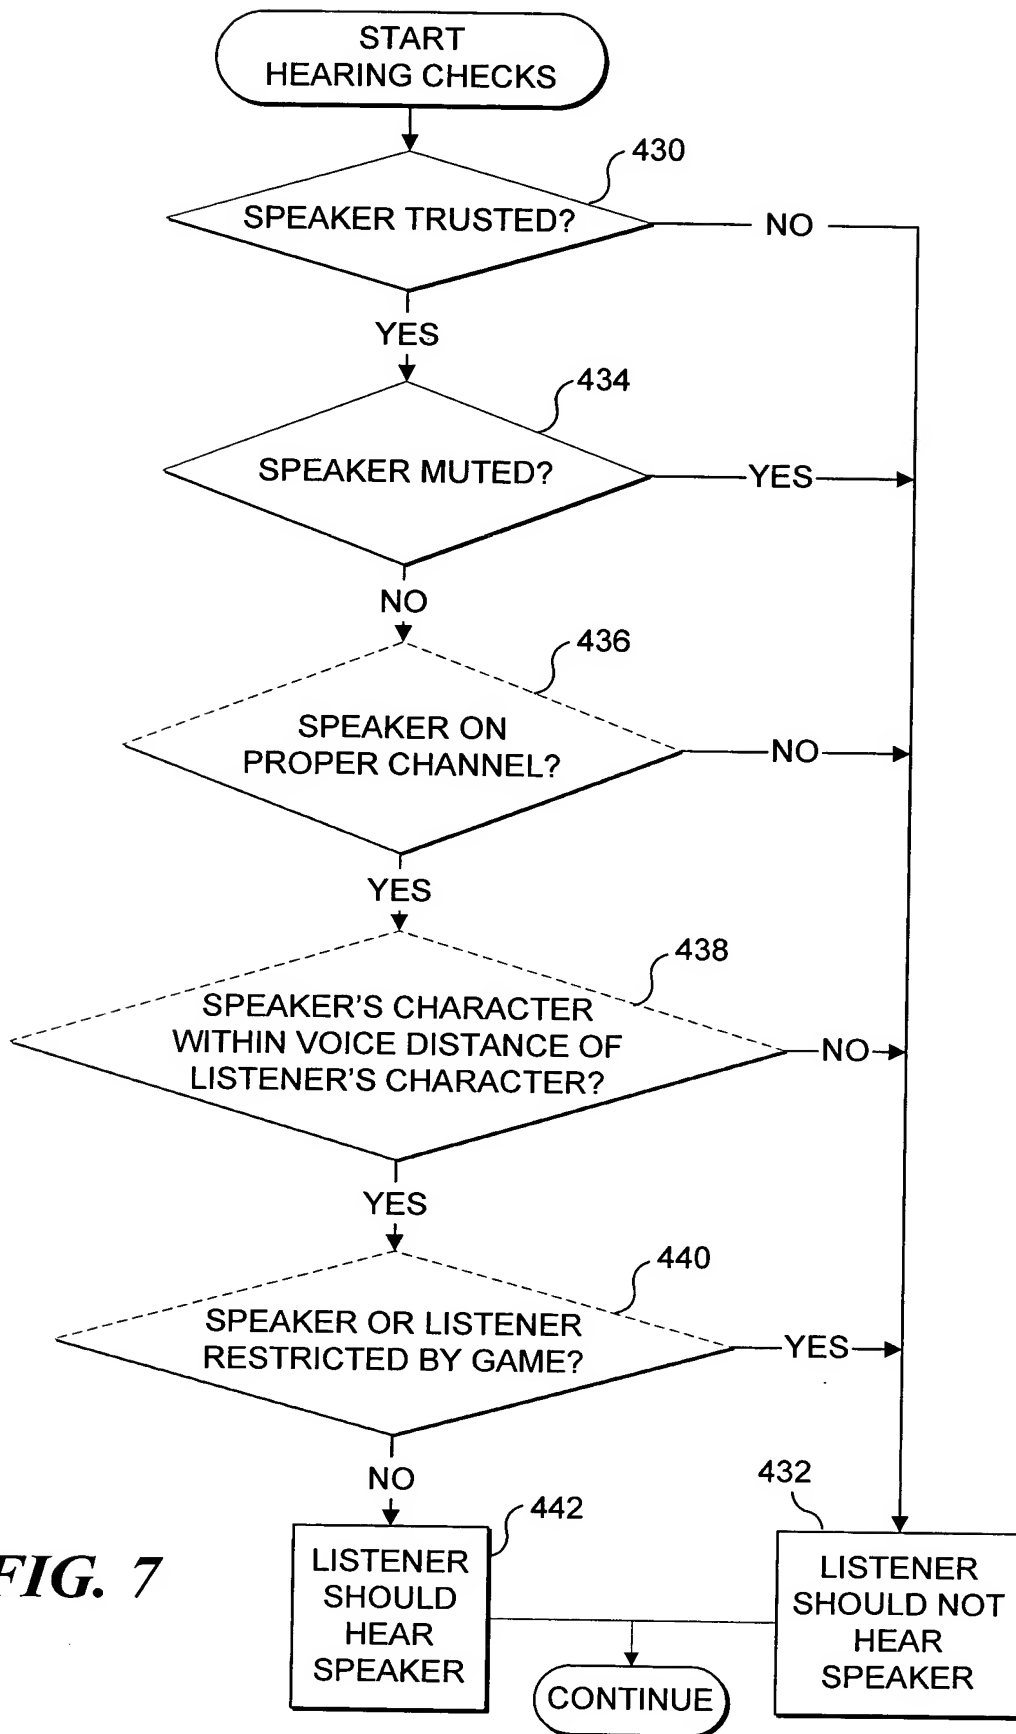 START
HEARING CHECKS
430
SPEAKER TRUSTED?
NO
YES
434
SPEAKER MUTED?
YES
NO
436
SPEAKER ON
PROPER CHANNEL?
NO
YES
438
SPEAKER'S CHARACTER
WITHIN VOICE DISTANCE OF
LISTENER'S CHARACTER?
NO
YES
440
SPEAKER OR LISTENER
RESTRICTED BY GAME?
YES
NO
442
LISTENER
SHOULD
HEAR
SPEAKER
432
LISTENER
SHOULD NOT
HEAR
SPEAKER
FIG. 7
CONTINUE